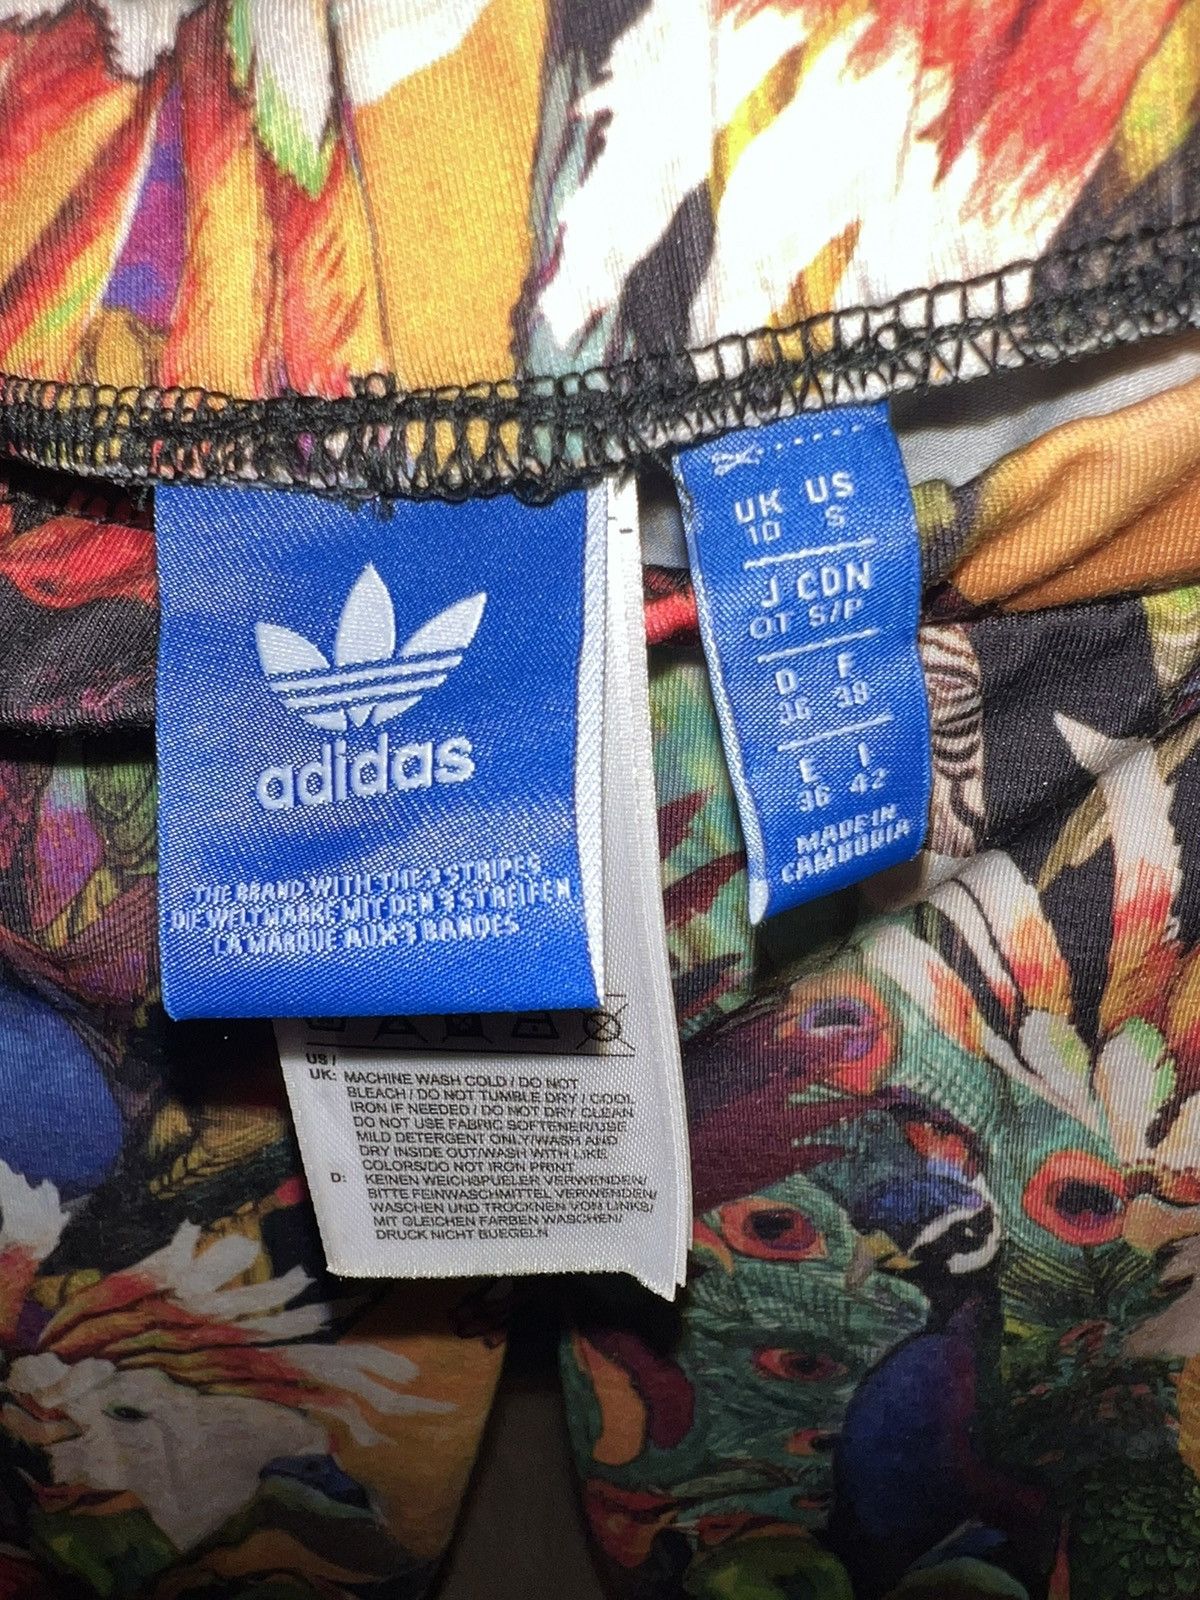 adidas
THE BRAND WITH THE 3 STRIPES
DIE WELTMARKE MIT DEN 3 STREIFEN
LA MARQUE AUX 3 BANDES
UK US
10 S
J CDN
OT S/P
D F
36 38
E I
36 42
MADE IN
CAMBODIA
US /
UK: MACHINE WASH COLD / DO NOT
BLEACH / DO NOT TUMBLE DRY / COOL
IRON IF NEEDED / DO NOT DRY CLEAN
DO NOT USE FABRIC SOFTENER/USE
MILD DETERGENT ONLY/WASH AND
DRY INSIDE OUT/WASH WITH LIKE
COLORS/DO NOT IRON PRINT
D: KEINEN WEICHSPUELER VERWENDEN/
BITTE FEINWASCHMITTEL VERWENDEN/
WASCHEN UND TROCKNEN VON LINKS/
MIT GLEICHEN FARBEN WASCHEN/
DRUCK NICHT BUEGELN